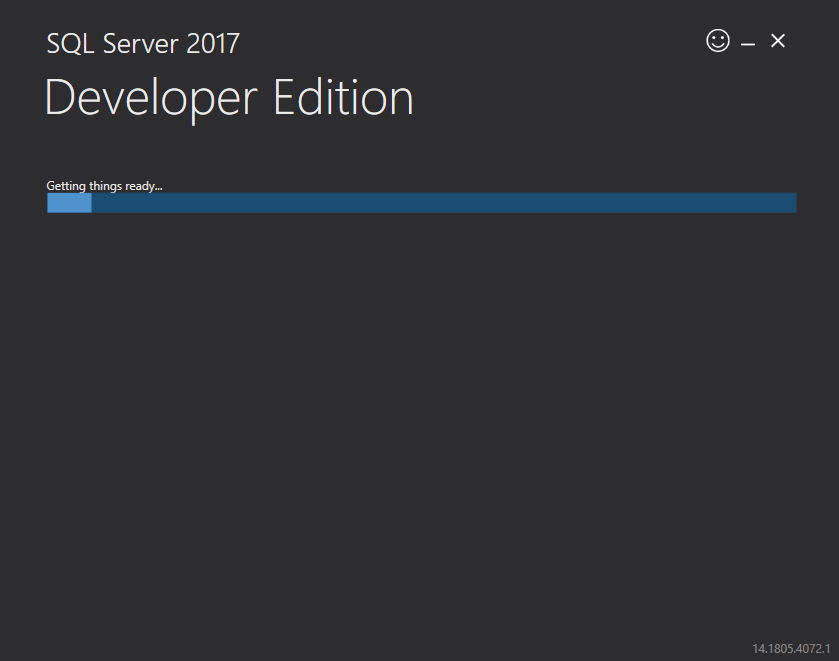 SQL Server 2017
Developer Edition
Getting things ready...
14.1805.4072.1